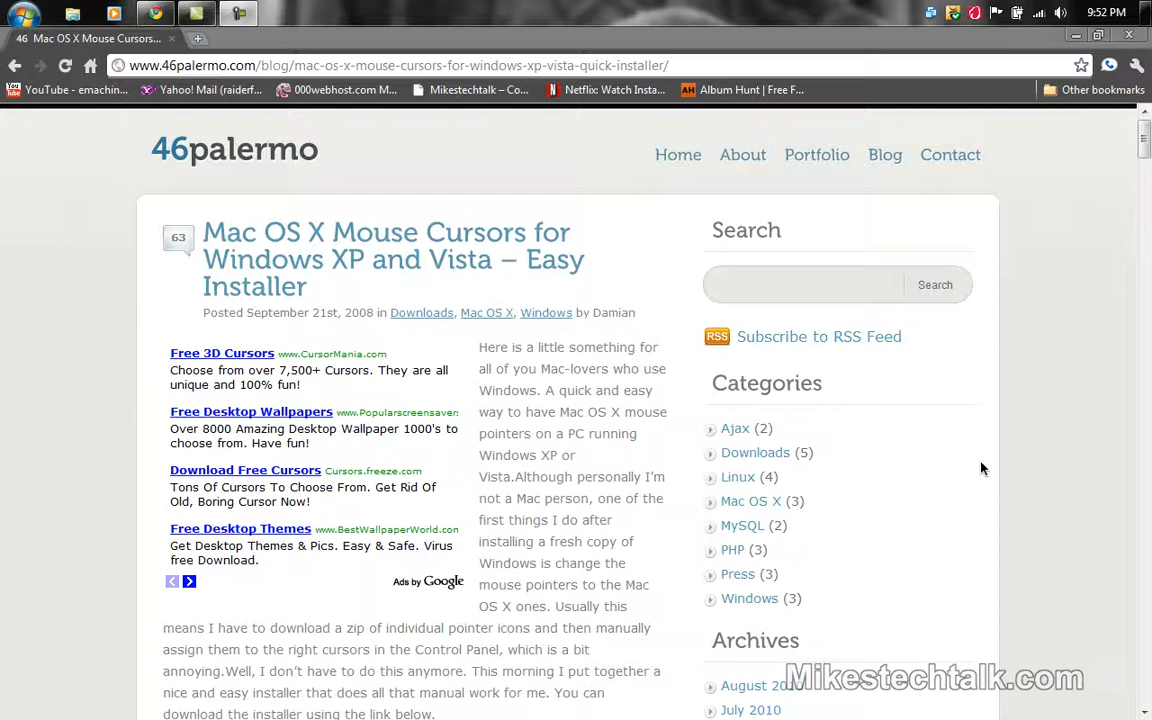 9:52 PM
46 Mac OS X Mouse Cursors...
www.46palermo.com/blog/mac-os-x-mouse-cursors-for-windows-xp-vista-quick-installer/
YouTube - emachin... Yahoo! Mail (raiderf... 000webhost.com M... Mikestechtalk – Co... Netflix: Watch Insta... AH Album Hunt | Free F... Other bookmarks
46palermo
Home About Portfolio Blog Contact
63
Mac OS X Mouse Cursors for
Windows XP and Vista – Easy
Installer
Posted September 21st, 2008 in Downloads, Mac OS X, Windows by Damian
Free 3D Cursors www.CursorMania.com
Choose from over 7,500+ Cursors. They are all
unique and 100% fun!
Free Desktop Wallpapers www.Popularscreensavers
Over 8000 Amazing Desktop Wallpaper 1000's to
choose from. Have fun!
Download Free Cursors Cursors.freeze.com
Tons Of Cursors To Choose From. Get Rid Of
Old, Boring Cursor Now!
Free Desktop Themes www.BestWallpaperWorld.con
Get Desktop Themes & Pics. Easy & Safe. Virus
free Download.
Ads by Google
Here is a little something for
all of you Mac-lovers who use
Windows. A quick and easy
way to have Mac OS X mouse
pointers on a PC running
Windows XP or
Vista.Although personally I'm
not a Mac person, one of the
first things I do after
installing a fresh copy of
Windows is change the
mouse pointers to the Mac
OS X ones. Usually this
means I have to download a zip of individual pointer icons and then manually
assign them to the right cursors in the Control Panel, which is a bit
annoying.Well, I don't have to do this anymore. This morning I put together a
nice and easy installer that does all that manual work for me. You can
download the installer using the link below.
Search
Search
RSS Subscribe to RSS Feed
Categories
Ajax (2)
Downloads (5)
Linux (4)
Mac OS X (3)
MySQL (2)
PHP (3)
Press (3)
Windows (3)
Archives
August 2010
July 2010
Mikestechtalk.com